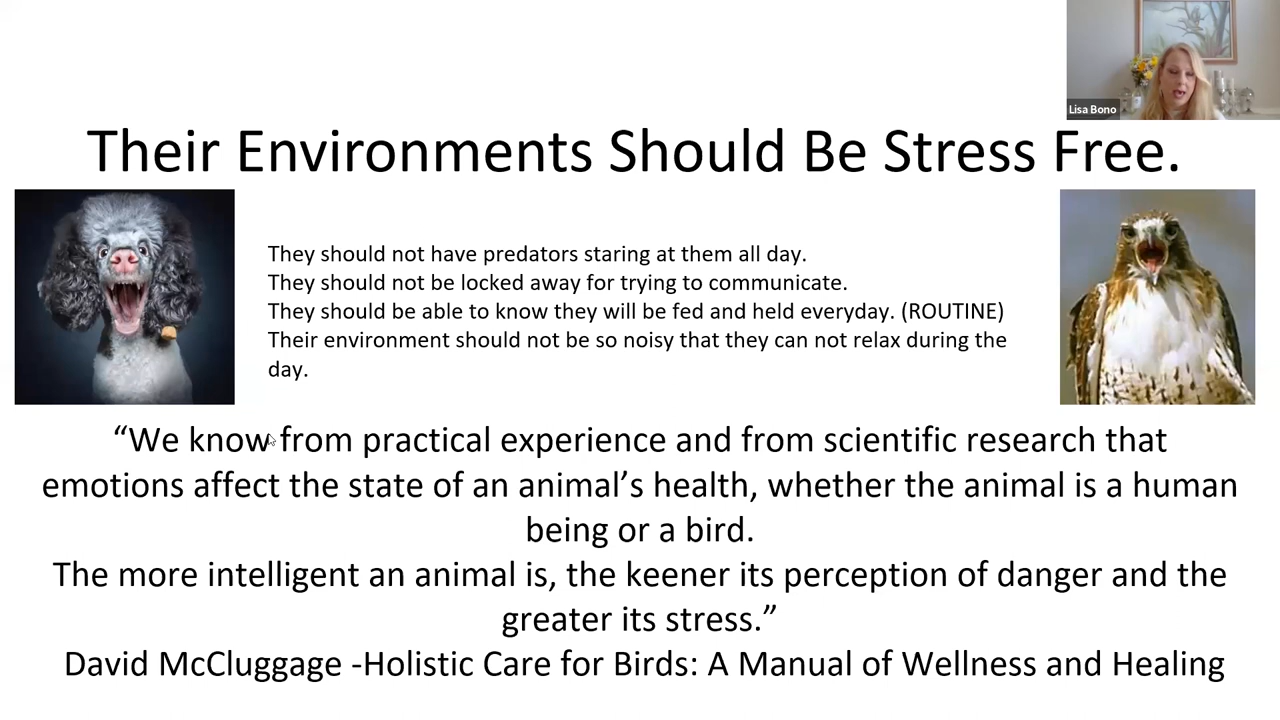 Lisa Bono
Their Environments Should Be Stress Free.
They should not have predators staring at them all day.
They should not be locked away for trying to communicate.
They should be able to know they will be fed and held everyday. (ROUTINE)
Their environment should not be so noisy that they can not relax during the
day.
“We know from practical experience and from scientific research that
emotions affect the state of an animal’s health, whether the animal is a human
being or a bird.
The more intelligent an animal is, the keener its perception of danger and the
greater its stress.”
David McCluggage -Holistic Care for Birds: A Manual of Wellness and Healing